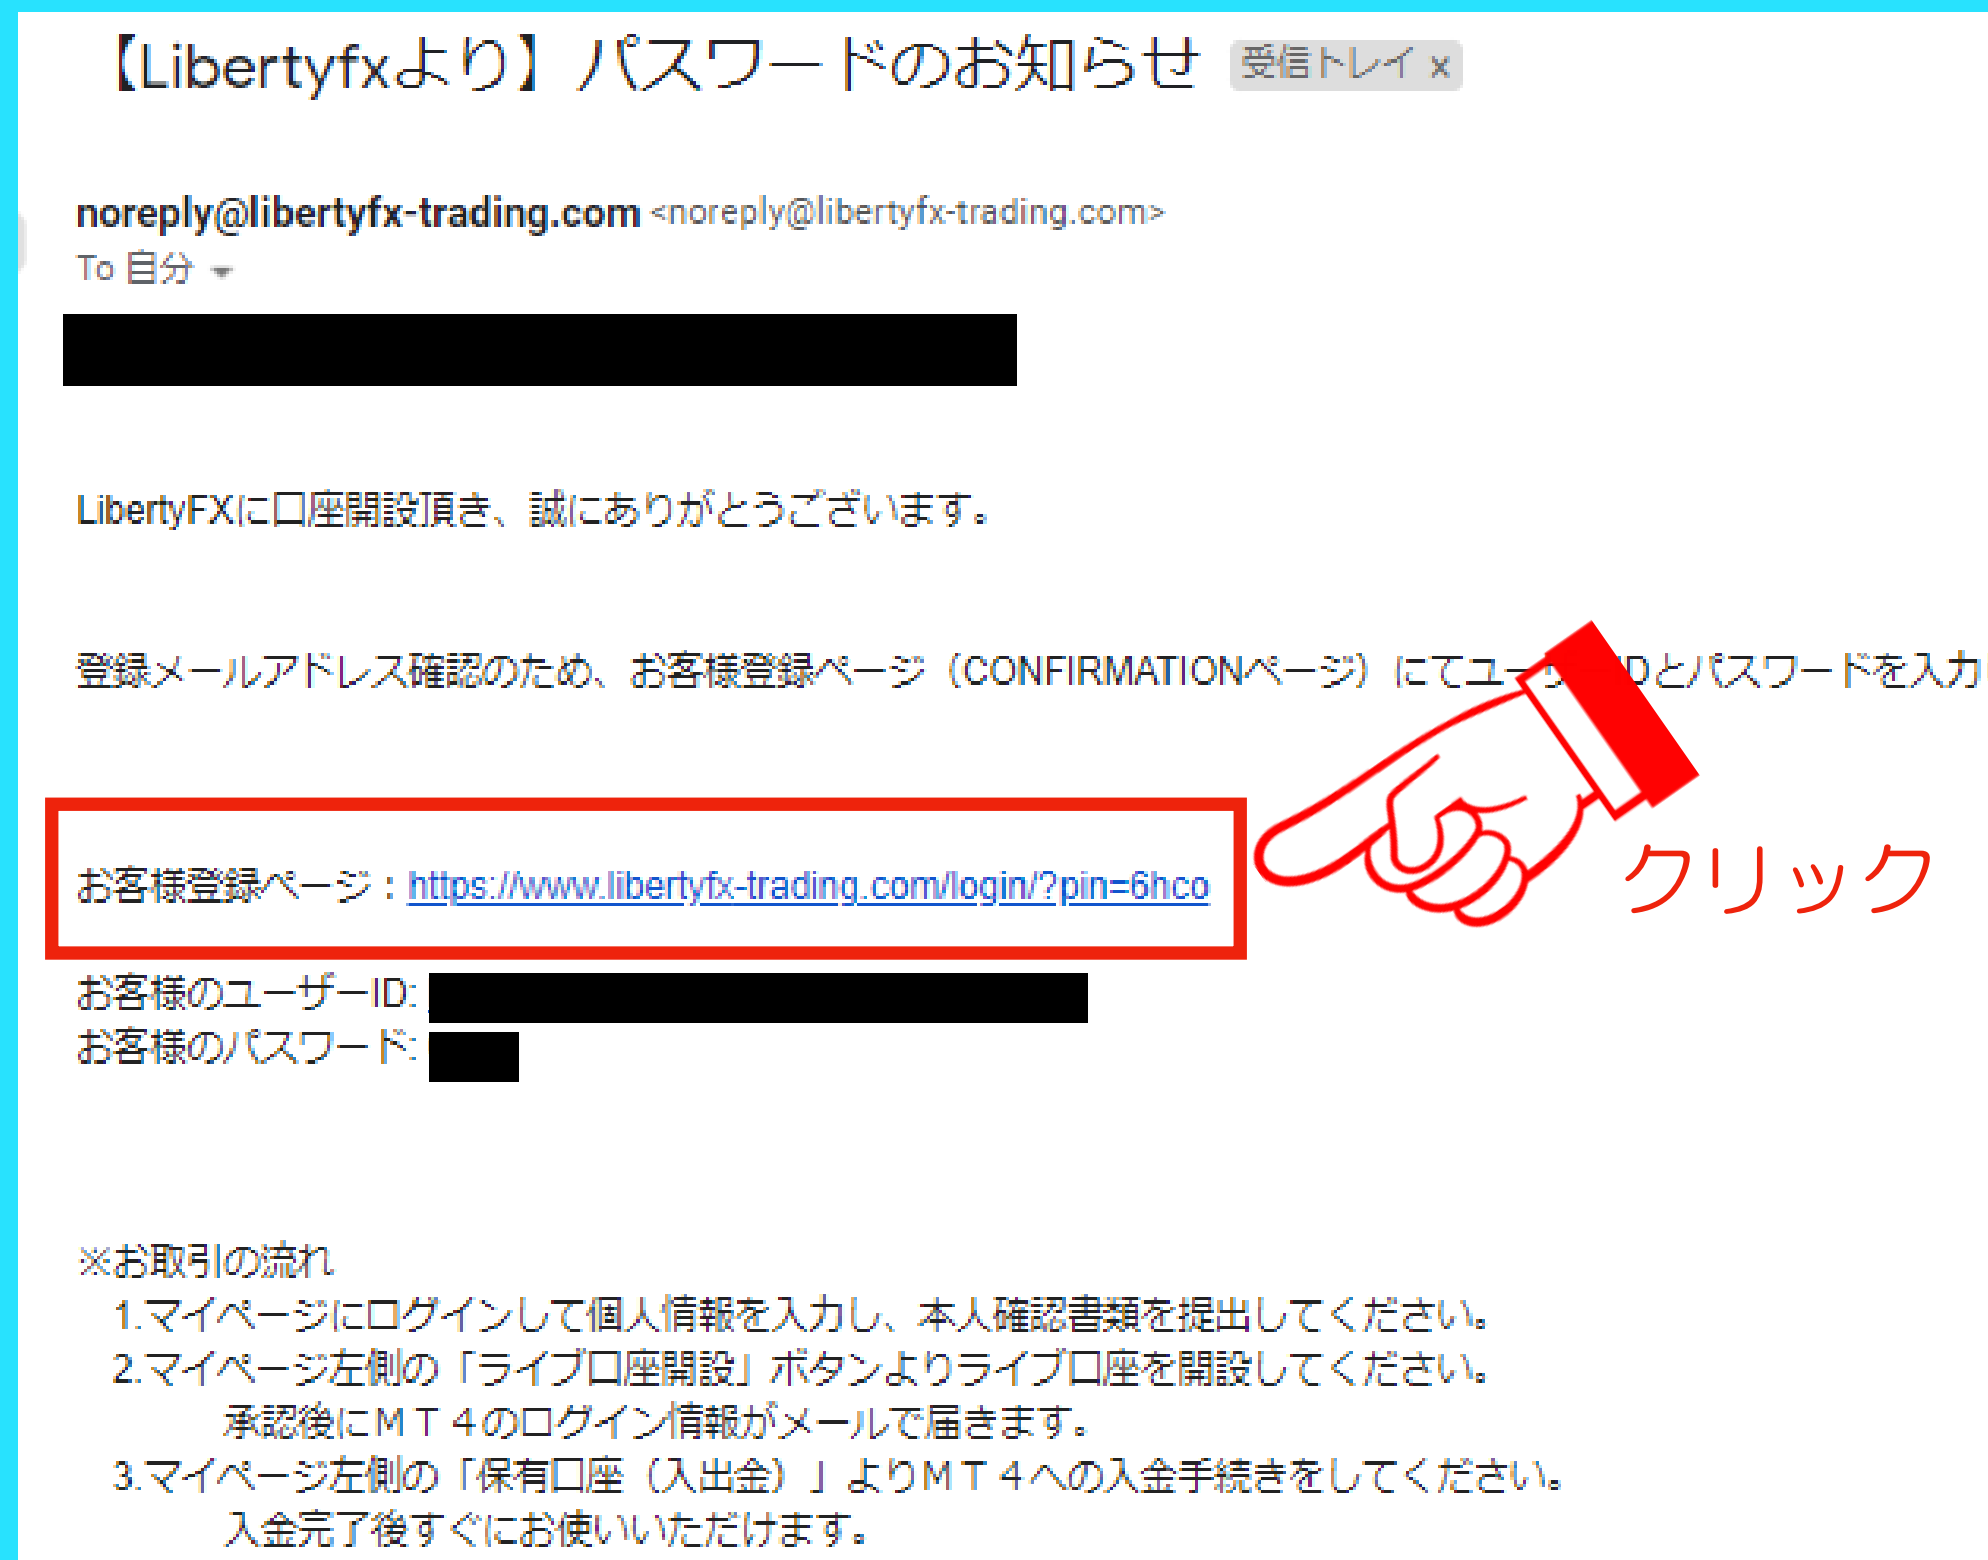 【Libertyfxより】パスワードのお知らせ 受信トレイ x
noreply@libertyfx-trading.com <noreply@libertyfx-trading.com>
To 自分
LibertyFXに口座開設頂き、誠にありがとうございます。
登録メールアドレス確認のため、お客様登録ページ（CONFIRMATIONページ）にてユーザーIDとパスワードを入力
お客様登録ページ：https://www.libertyfx-trading.com/login/?pin=6hco
クリック
お客様のユーザーID:
お客様のパスワード:
※お取引の流れ
1.マイページにログインして個人情報を入力し、本人確認書類を提出してください。
2.マイページ左側の「ライブ口座開設」ボタンよりライブ口座を開設してください。
承認後にＭＴ４のログイン情報がメールで届きます。
3.マイページ左側の「保有口座（入出金）」よりＭＴ４への入金手続きをしてください。
入金完了後すぐにお使いいただけます。